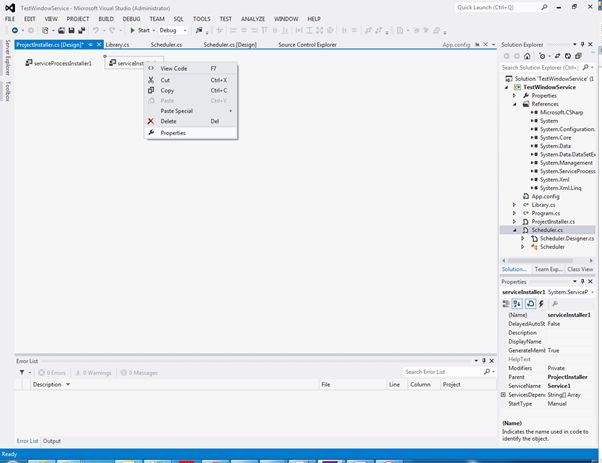 TestWindowService - Microsoft Visual Studio (Administrator)
Quick Launch (Ctrl+Q)
FILE EDIT VIEW PROJECT BUILD DEBUG TEAM SQL TOOLS TEST ANALYZE WINDOW HELP
Start Debug
Server Explorer
Toolbox
ProjectInstaller.cs [Design]* Library.cs Scheduler.cs Scheduler.cs [Design] Source Control Explorer App.config
serviceProcessInstaller1
View Code F7
Cut Ctrl+X
Copy Ctrl+C
Paste Ctrl+V
Paste Special
Delete Del
Properties
Solution Explorer
Search Solution Explorer (Ctrl+;)
Solution 'TestWindowService'
TestWindowService
Properties
References
Microsoft.CSharp
System
System.Configuration.
System.Core
System.Data
System.Data.DataSetEx
System.Management
System.ServiceProcess
System.Xml
System.Xml.Linq
App.config
Library.cs
Program.cs
ProjectInstaller.cs
Scheduler.cs
Scheduler.Designer.cs
Scheduler
Solution... Team Exp... Class View
Properties
serviceInstaller1 System.ServiceP
(Name) serviceInstaller1
DelayedAutoSt False
Description
DisplayName
GenerateMemb True
HelpText
Modifiers Private
Parent ProjectInstaller
ServiceName Service1
ServicesDepend String[] Array
StartType Manual
(Name)
Indicates the name used in code to
identify the object.
Error List
0 Errors 0 Warnings 0 Messages
Search Error List
Description File Line Column Project
Error List Output
Ready